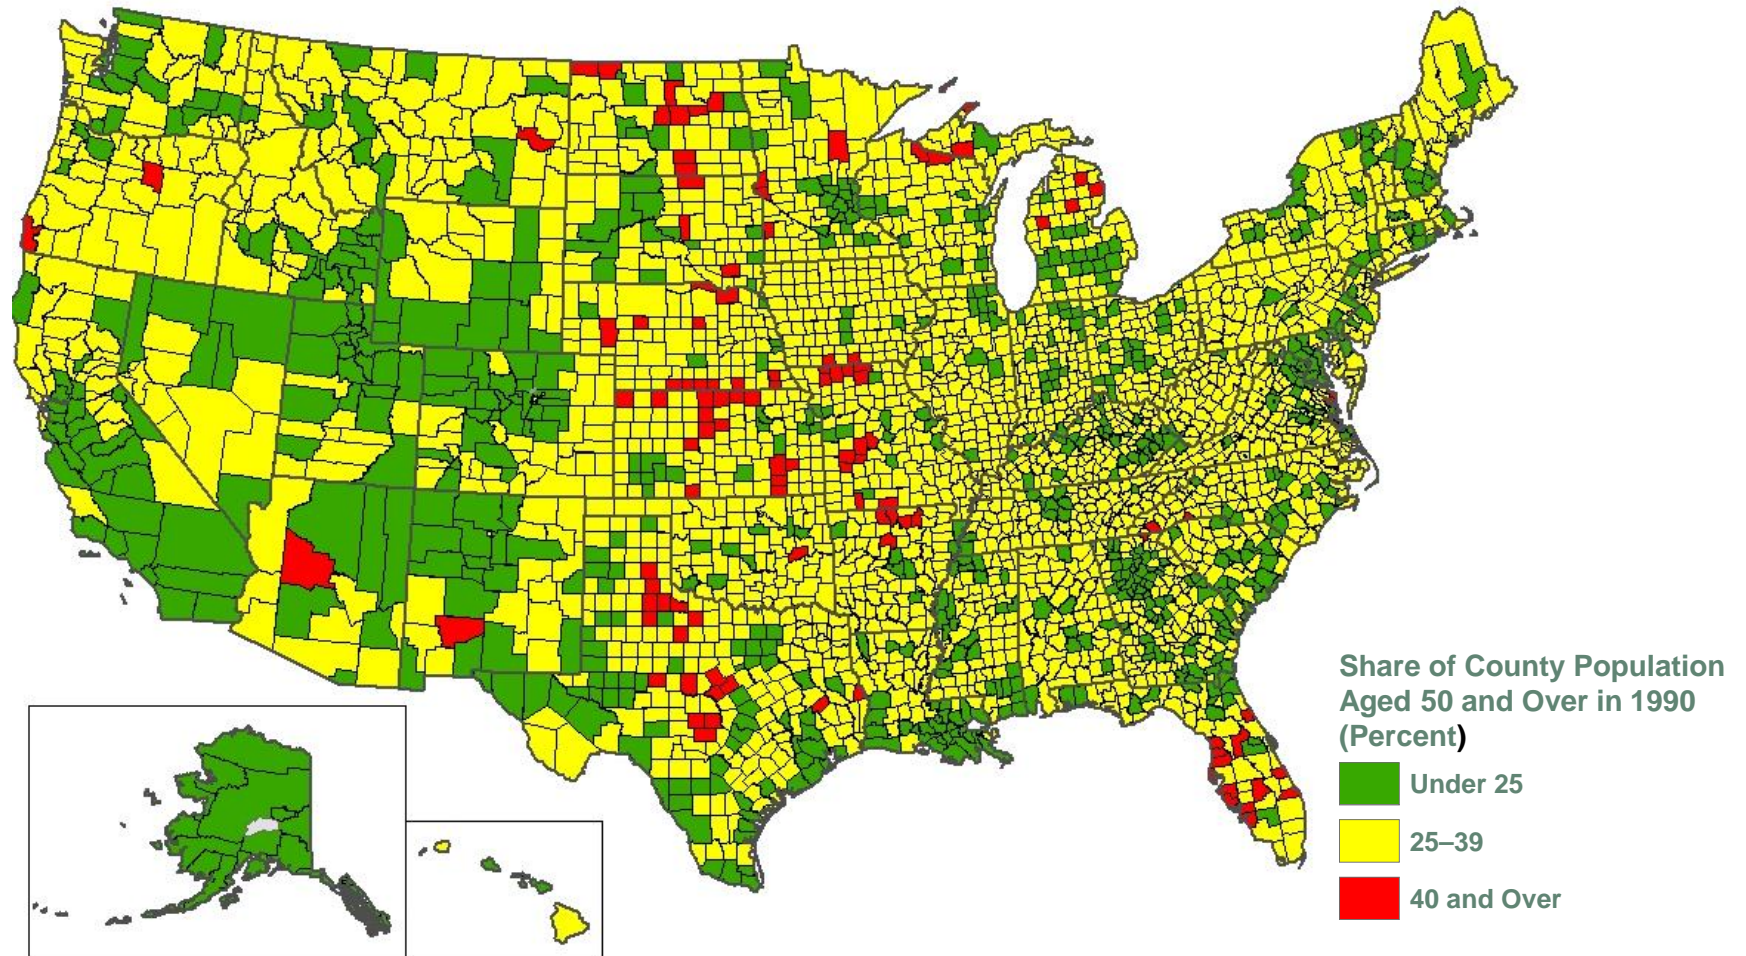 Share of County Population
Aged 50 and Over in 1990
(Percent)
Under 25
25–39
40 and Over